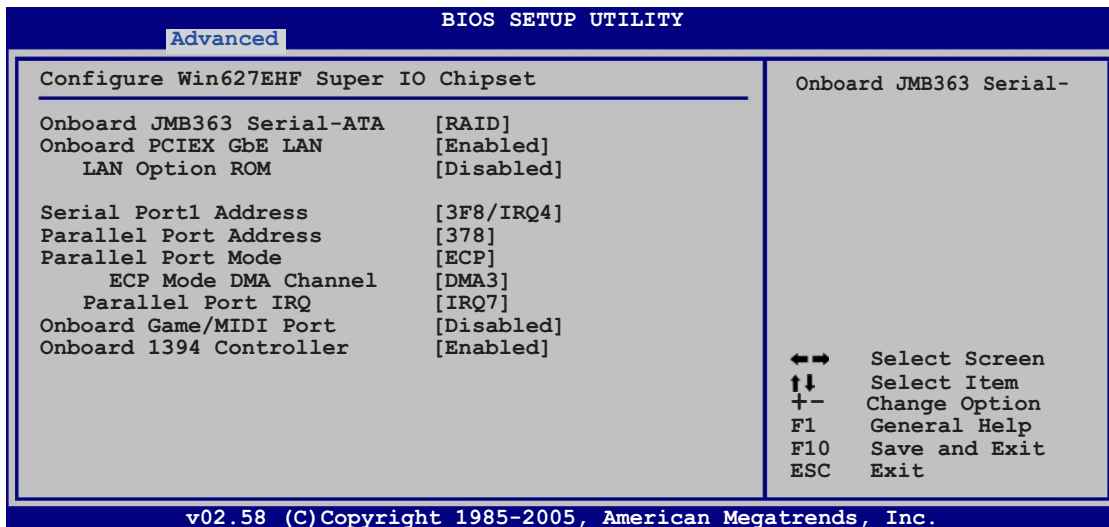 BIOS SETUP UTILITY
Advanced
Configure Win627EHF Super IO Chipset
Onboard JMB363 Serial-ATA [RAID]
Onboard PCIEX GbE LAN [Enabled]
LAN Option ROM [Disabled]
Serial Port1 Address [3F8/IRQ4]
Parallel Port Address [378]
Parallel Port Mode [ECP]
ECP Mode DMA Channel [DMA3]
Parallel Port IRQ [IRQ7]
Onboard Game/MIDI Port [Disabled]
Onboard 1394 Controller [Enabled]
Onboard JMB363 Serial-
←→ Select Screen
↑↓ Select Item
+- Change Option
F1 General Help
F10 Save and Exit
ESC Exit
v02.58 (C)Copyright 1985-2005, American Megatrends, Inc.